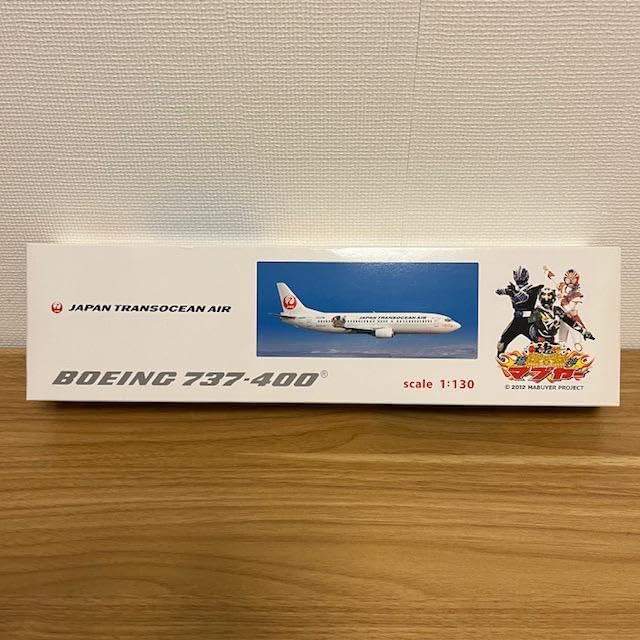 JAPAN TRANSOCEAN AIR
BOEING 737-400®
JAPAN TRANSOCEAN AIR
scale 1:130
マブヤー
© 2012 MABUYER PROJECT